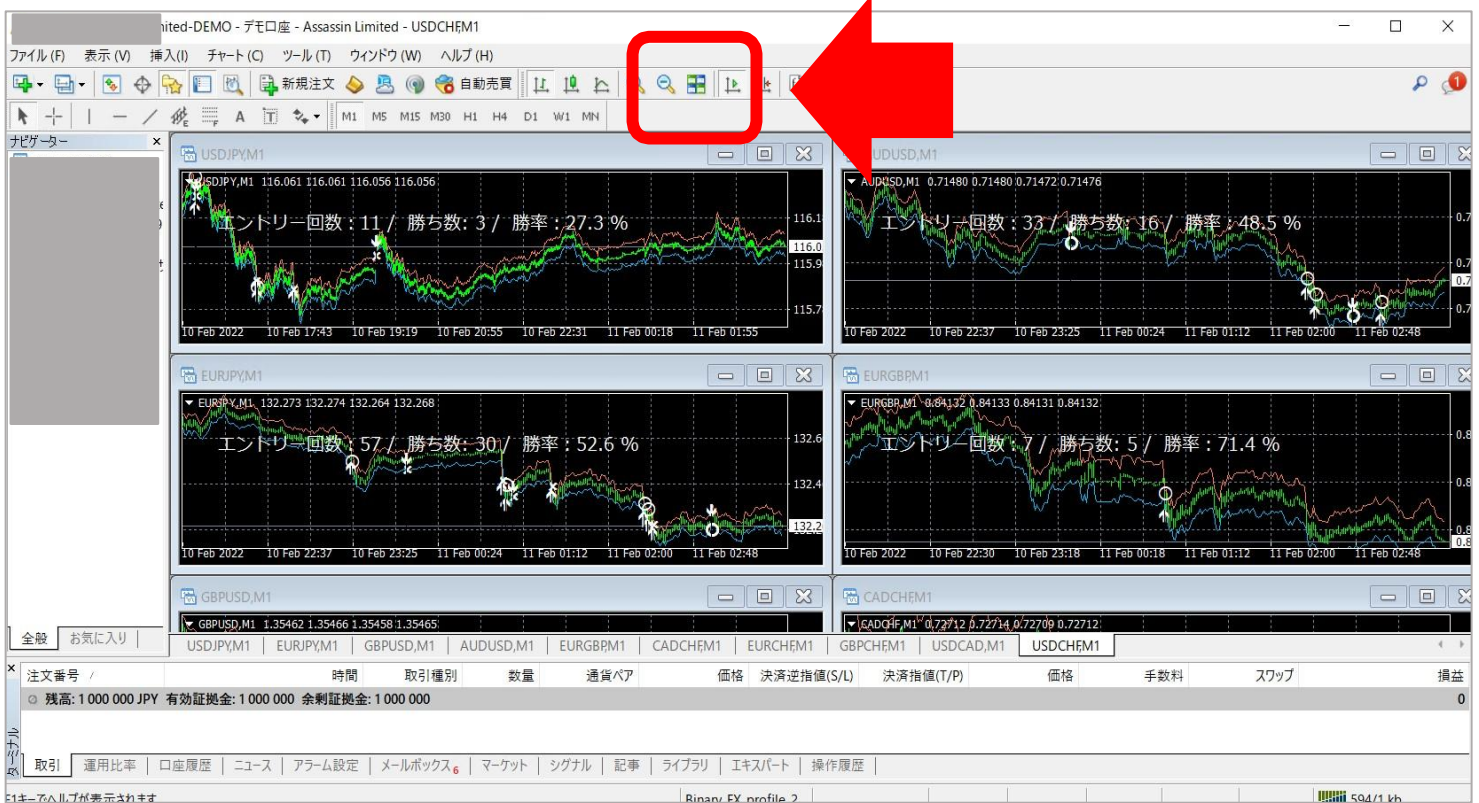 ited-DEMO - デモ口座 - Assassin Limited - USDCHF,M1
ファイル (F) 表示 (V) 挿入(I) チャート (C) ツール (T) ウィンドウ (W) ヘルプ (H)
新規注文 自動売買 1
A T M1 M5 M15 M30 H1 H4 D1 W1 MN
ナビゲーター
USDJPY,M1
UDUSD,M1
USDJPY,M1 116.061 116.061 116.056 116.056
エントリー回数 : 11 / 勝ち数: 3 / 勝率 : 27.3 %
116.0
115.9
115.7
10 Feb 2022 10 Feb 17:43 10 Feb 19:19 10 Feb 20:55 10 Feb 22:31 11 Feb 00:18 11 Feb 01:55
AUDUSD,M1 0.71480 0.71480 0.71472 0.71476
エントリー回数 : 33 / 勝ち数: 16 / 勝率 : 48.5 %
10 Feb 2022 10 Feb 22:37 10 Feb 23:25 11 Feb 00:24 11 Feb 01:12 11 Feb 02:00 11 Feb 02:48
EURJPY,M1
EURGBP,M1
EURJPY,M1 132.273 132.274 132.264 132.268
エントリー回数 : 57 / 勝ち数: 30 / 勝率 : 52.6 %
132.6
132.4
132.2
10 Feb 2022 10 Feb 22:37 10 Feb 23:25 11 Feb 00:24 11 Feb 01:12 11 Feb 02:00 11 Feb 02:48
EURGBP,M1 0.84132 0.84133 0.84131 0.84132
エントリー回数 : 7 / 勝ち数: 5 / 勝率 : 71.4 %
10 Feb 2022 10 Feb 22:30 10 Feb 23:18 11 Feb 00:18 11 Feb 01:12 11 Feb 02:00 11 Feb 02:48
GBPUSD,M1
CADCHF,M1
GBPUSD,M1 1.35462 1.35466 1.35458 1.35465
CADCHF,M1 0.72712 0.72714 0.72709 0.72712
全般 お気に入り
USDJPY,M1 EURJPY,M1 GBPUSD,M1 AUDUSD,M1 EURGBP,M1 CADCHF,M1 EURCHF,M1 GBPCHF,M1 USDCAD,M1 USDCHF,M1
注文番号 / 時間 取引種別 数量 通貨ペア 価格 決済逆指値(S/L) 決済指値(T/P) 価格 手数料 スワップ 損益
残高: 1 000 000 JPY 有効証拠金: 1 000 000 余剰証拠金: 1 000 000 0
ターミナル
取引 運用比率 口座履歴 ニュース アラーム設定 メールボックス 6 マーケット シグナル 記事 ライブラリ エキスパート 操作履歴
F1キーでヘルプが表示されます Binary FX profile 2 594/1 kb